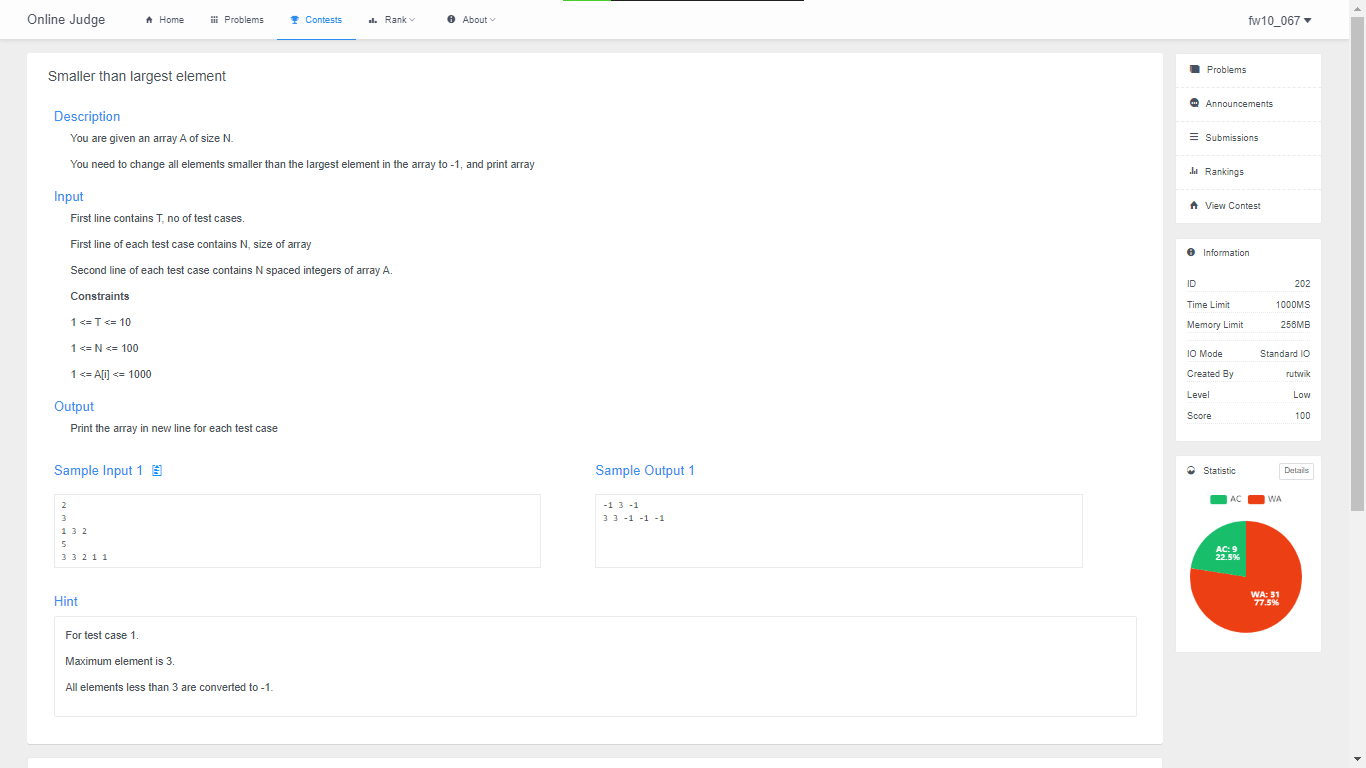 Online Judge
Home
Problems
Contests
Rank
About
fw10_067
Smaller than largest element
Description
You are given an array A of size N.
You need to change all elements smaller than the largest element in the array to -1, and print array
Input
First line contains T, no of test cases.
First line of each test case contains N, size of array
Second line of each test case contains N spaced integers of array A.
Constraints
1 <= T <= 10
1 <= N <= 100
1 <= A[i] <= 1000
Output
Print the array in new line for each test case
Sample Input 1
2
3
1 3 2
5
3 3 2 1 1
Sample Output 1
-1 3 -1
3 3 -1 -1 -1
Hint
For test case 1.
Maximum element is 3.
All elements less than 3 are converted to -1.
Problems
Announcements
Submissions
Rankings
View Contest
Information
ID 202
Time Limit 1000MS
Memory Limit 256MB
IO Mode Standard IO
Created By rutwik
Level Low
Score 100
Statistic Details
AC WA
AC: 9
22.5%
WA: 31
77.5%